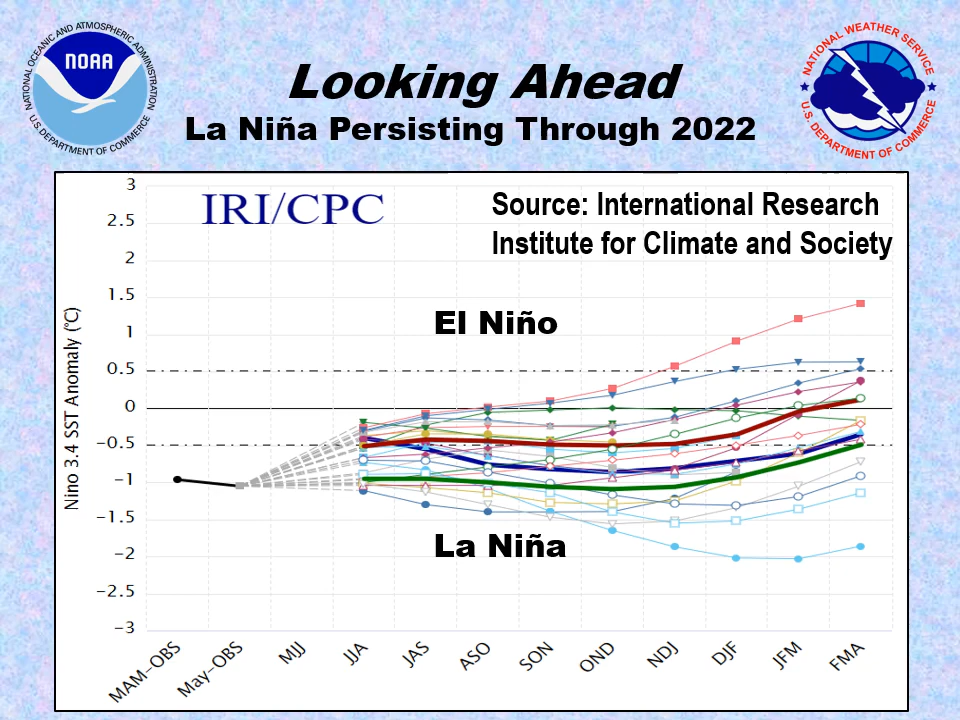 NATIONAL OCEANIC AND ATMOSPHERIC ADMINISTRATION
NOAA
U.S. DEPARTMENT OF COMMERCE
Looking Ahead
La Niña Persisting Through 2022
NATIONAL WEATHER SERVICE
U.S. DEPARTMENT OF COMMERCE
IRI/CPC
Source: International Research
Institute for Climate and Society
El Niño
La Niña
Nino 3.4 SST Anomaly (°C)
3
2.5
2
1.5
1
0.5
0
−0.5
−1
−1.5
−2
−2.5
−3
MAM−OBS
May−OBS
MJJ
JJA
JAS
ASO
SON
OND
NDJ
DJF
JFM
FMA